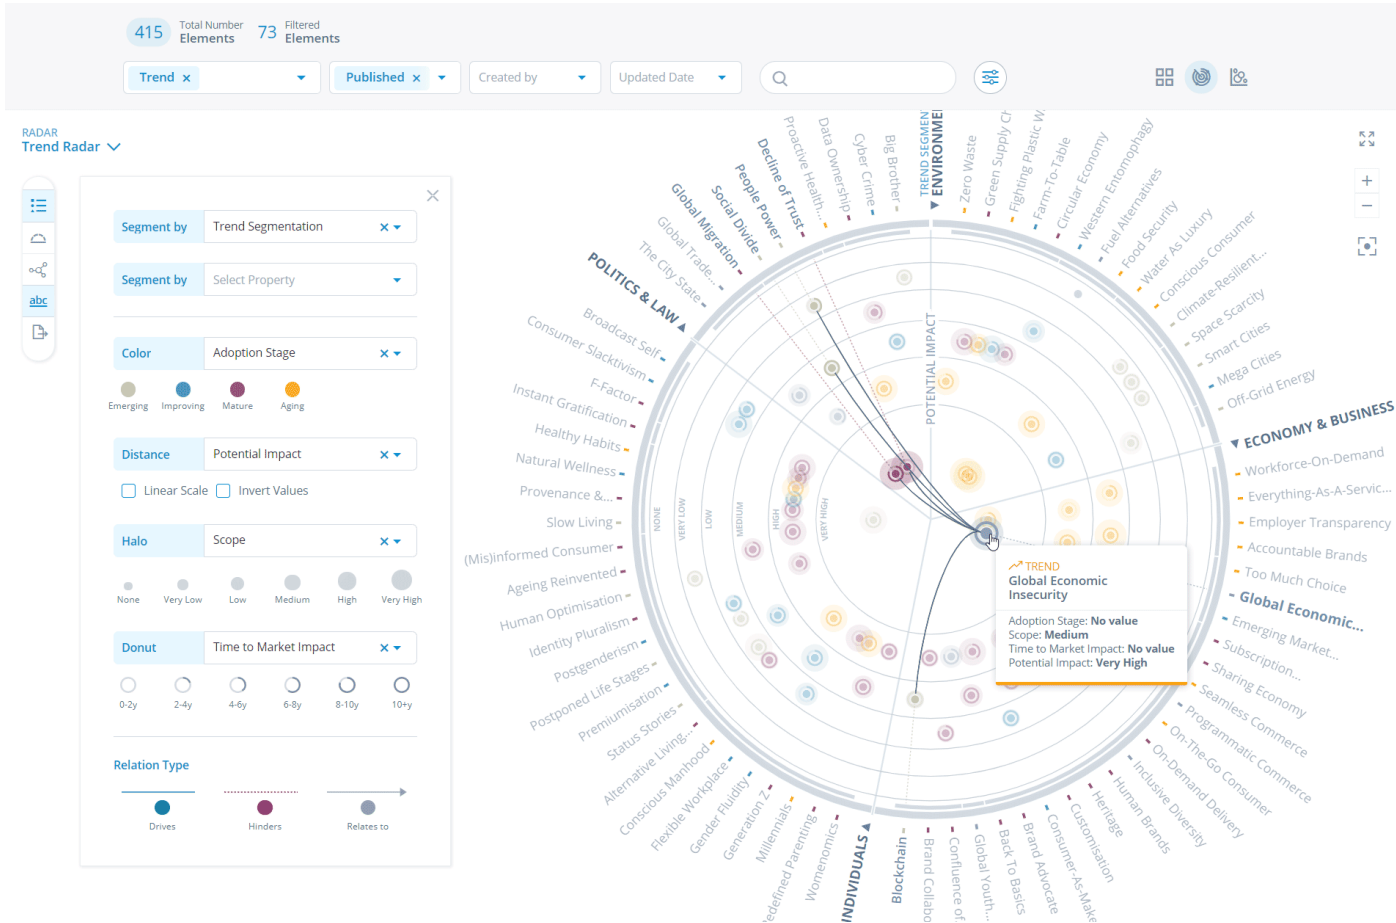 415
Total Number
Elements
73
Filtered
Elements
Trend ×
Published ×
Created by
Updated Date
RADAR
Trend Radar
abc
Segment by
Trend Segmentation
Segment by
Select Property
Color
Adoption Stage
Emerging
Improving
Mature
Aging
Distance
Potential Impact
Linear Scale
Invert Values
Halo
Scope
None
Very Low
Low
Medium
High
Very High
Donut
Time to Market Impact
0-2y
2-4y
4-6y
6-8y
8-10y
10+y
Relation Type
Drives
Hinders
Relates to
TREND SEGMEN
ENVIRONME
Zero Waste
Green Supply Ch
Fighting Plastic W
Farm-To-Table
Circular Economy
Western Entomophagy
Fuel Alternatives
Food Security
Water As Luxury
Conscious Consumer
Climate-Resilient...
Space Scarcity
Smart Cities
Mega Cities
Off-Grid Energy
ECONOMY & BUSINESS
Workforce-On-Demand
Everything-As-A-Servic...
Employer Transparency
Accountable Brands
Too Much Choice
Global Economic...
Emerging Market...
Subscription...
Sharing Economy
Seamless Commerce
Programmatic Commerce
On-The-Go Consumer
On-Demand Delivery
Inclusive Diversity
Human Brands
Heritage
Customisation
Consumer-As-Make
Brand Advocate
Back To Basics
Global Youth...
Confluence of
Brand Collabo
Blockchain
INDIVIDUALS
Womenomics
Redefined Parenting
Millennials
Generation Z
Gender Fluidity
Flexible Workplace
Conscious Manhood
Alternative Living...
Status Stories
Premiumisation
Postponed Life Stages
Postgenderism
Identity Pluralism
Human Optimisation
Ageing Reinvented
(Mis)informed Consumer
Slow Living
Provenance &...
Natural Wellness
Healthy Habits
Instant Gratification
F-Factor
Consumer Slacktivism
Broadcast Self
POLITICS & LAW
The City State
Global Trade...
Global Migration
Social Divide
People Power
Decline of Trust
Proactive Health...
Data Ownership
Cyber Crime
Big Brother
POTENTIAL IMPACT
NONE
VERY LOW
LOW
MEDIUM
HIGH
VERY HIGH
TREND
Global Economic
Insecurity
Adoption Stage: No value
Scope: Medium
Time to Market Impact: No value
Potential Impact: Very High